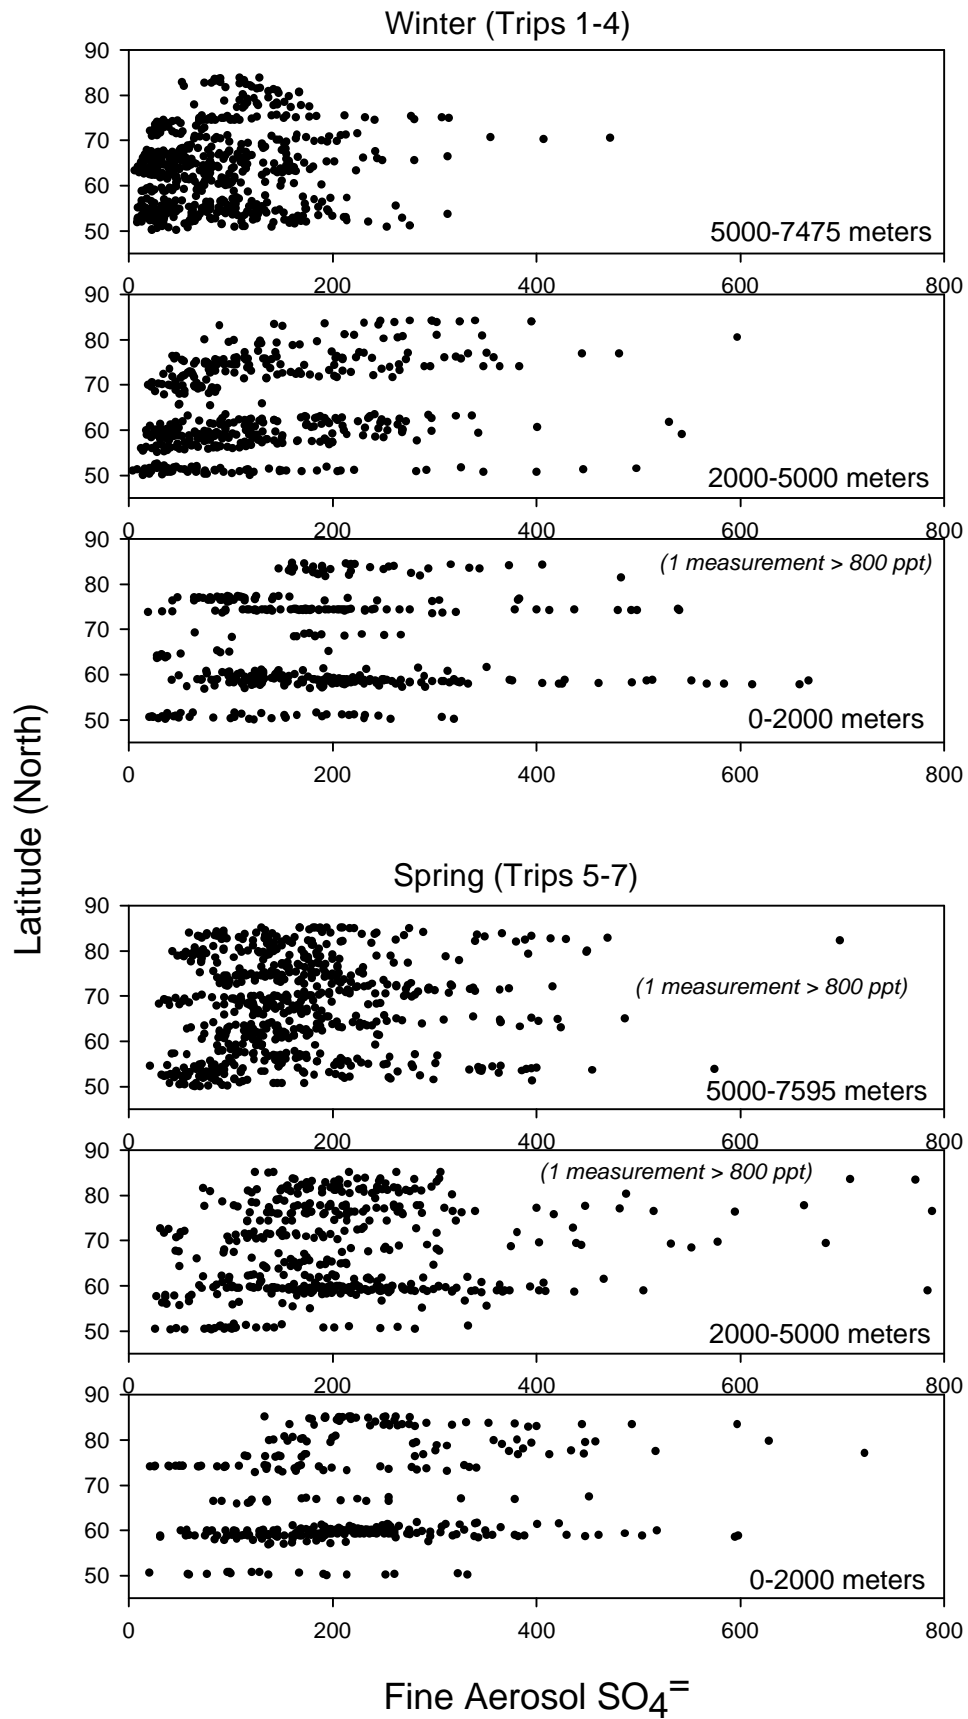 Winter (Trips 1-4)
90
80
70
60
50
5000-7475 meters
0 200 400 600 800
90
80
70
60
50
2000-5000 meters
0 200 400 600 800
90
80
70
60
50
(1 measurement > 800 ppt)
0-2000 meters
0 200 400 600 800
Latitude (North)
Spring (Trips 5-7)
90
80
70
60
50
(1 measurement > 800 ppt)
5000-7595 meters
0 200 400 600 800
90
80
70
60
50
(1 measurement > 800 ppt)
2000-5000 meters
0 200 400 600 800
90
80
70
60
50
0-2000 meters
0 200 400 600 800
Fine Aerosol SO4=